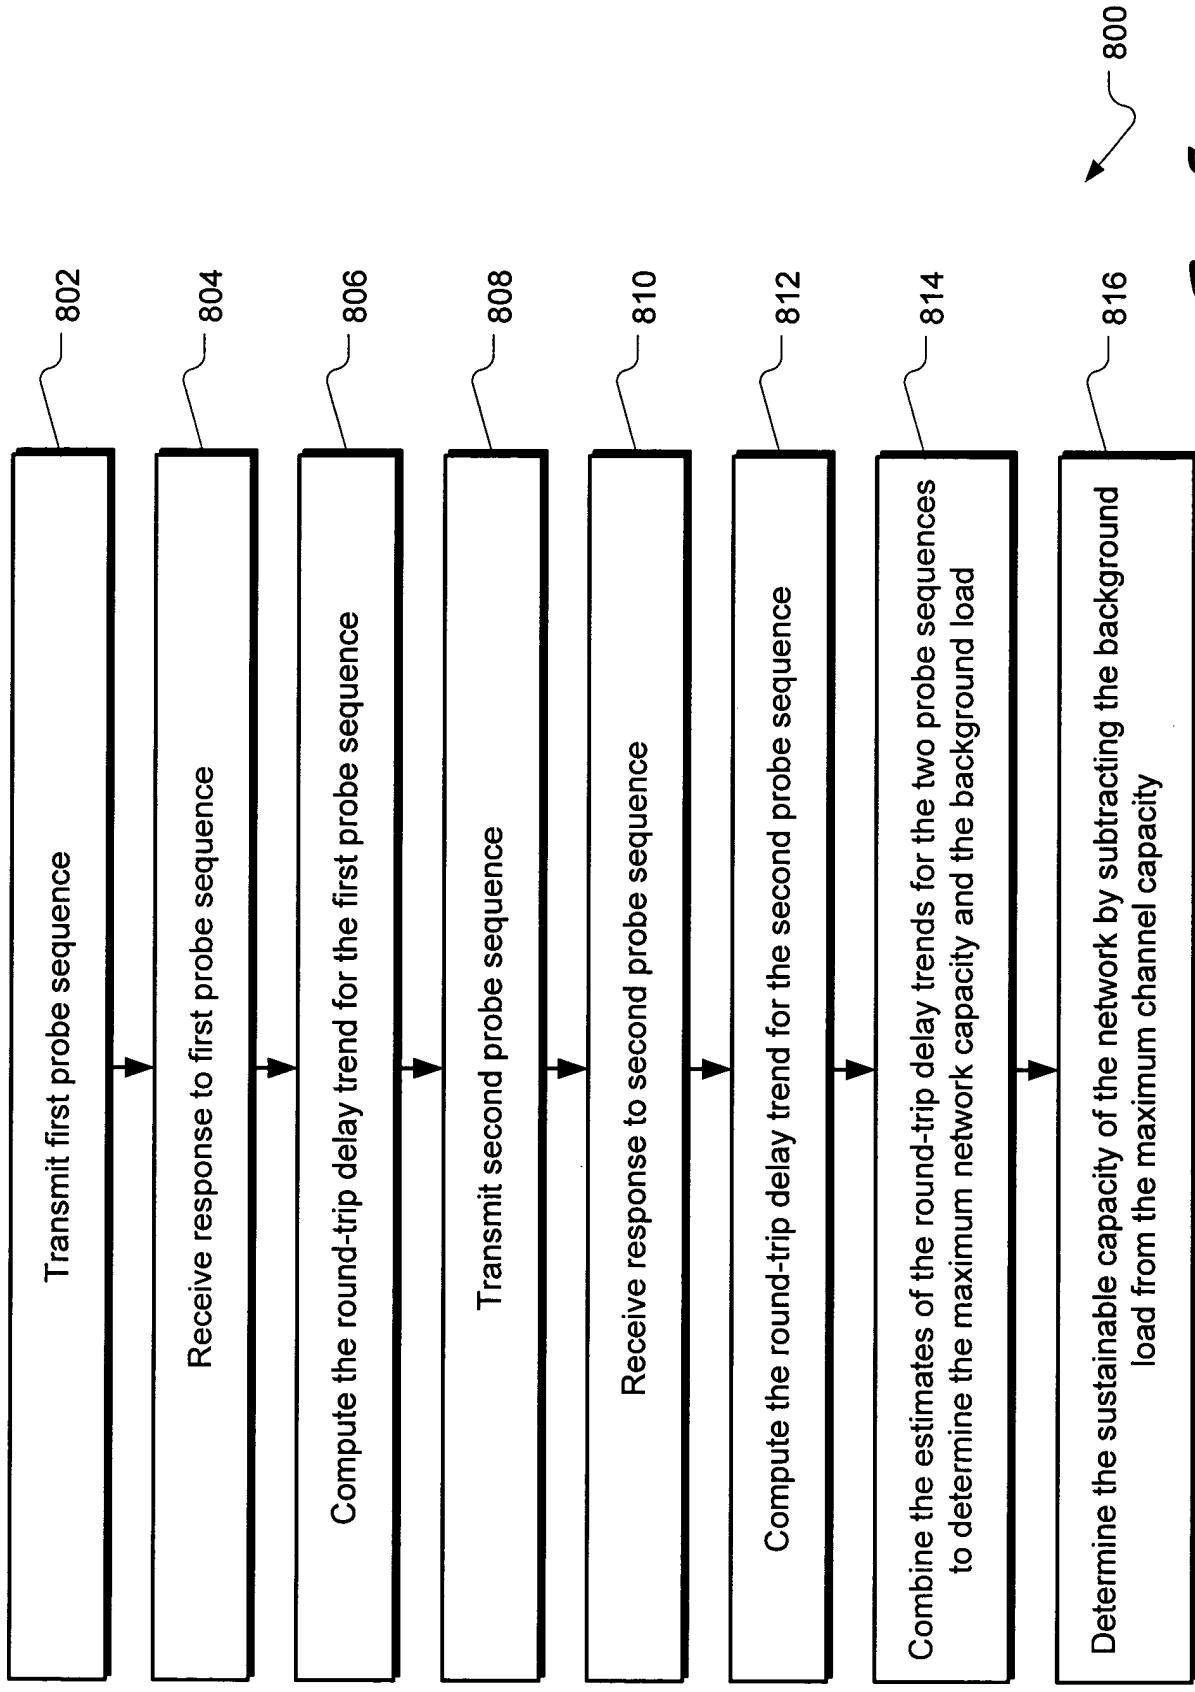 Transmit first probe sequence
802
Receive response to first probe sequence
804
Compute the round-trip delay trend for the first probe sequence
806
Transmit second probe sequence
808
Receive response to second probe sequence
810
Compute the round-trip delay trend for the second probe sequence
812
Combine the estimates of the round-trip delay trends for the two probe sequences
to determine the maximum network capacity and the background load
814
Determine the sustainable capacity of the network by subtracting the background
load from the maximum channel capacity
816
800